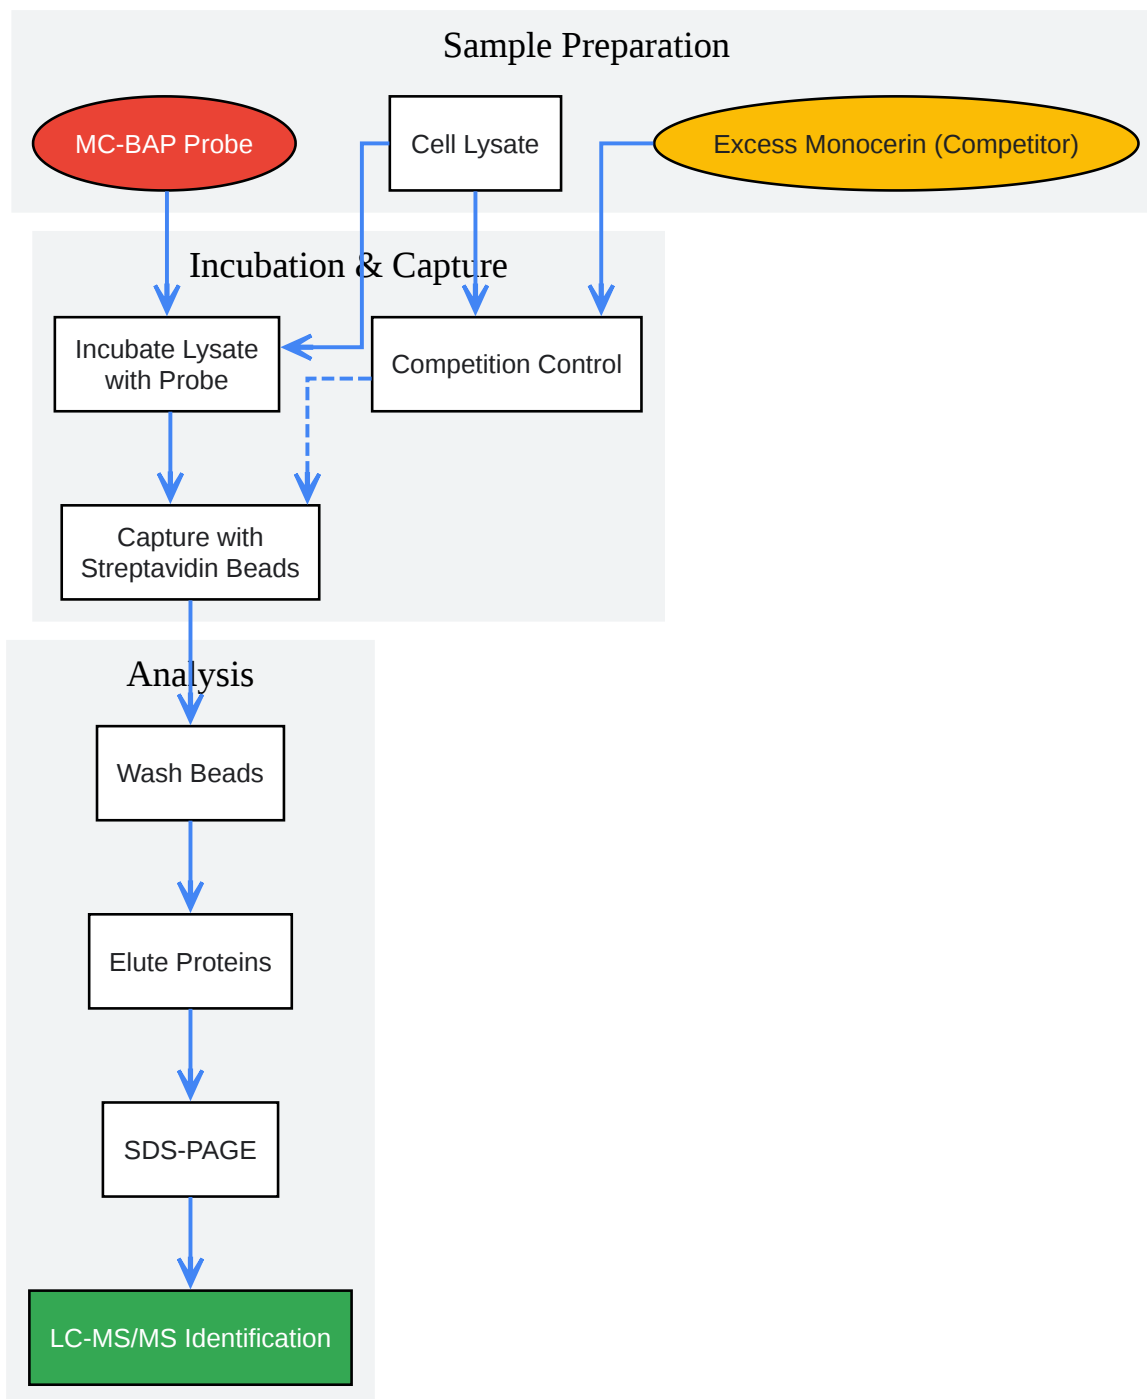 Sample Preparation
MC-BAP Probe
Cell Lysate
Excess Monocerin (Competitor)
Incubation & Capture
Incubate Lysate
with Probe
Competition Control
Capture with
Streptavidin Beads
Analysis
Wash Beads
Elute Proteins
SDS-PAGE
LC-MS/MS Identification